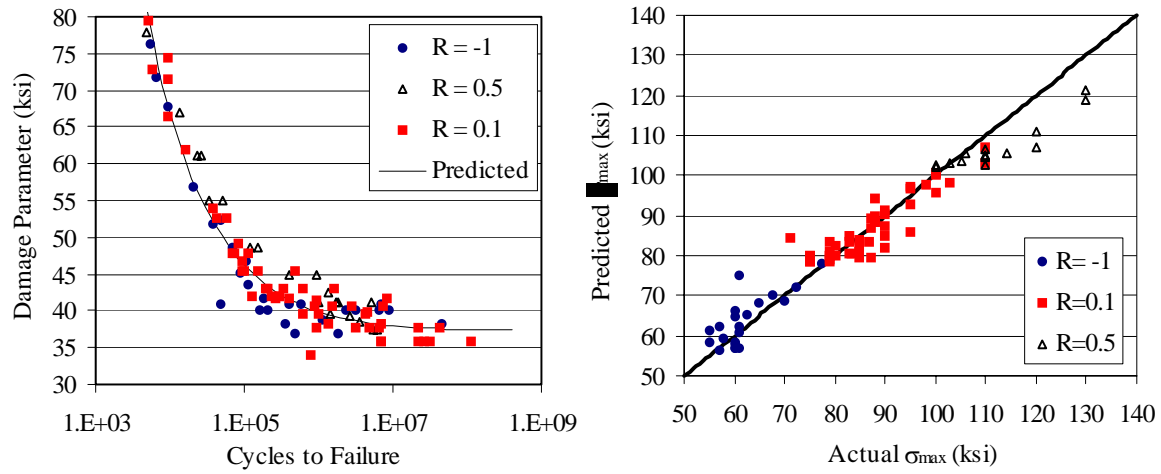 80
75
70
65
60
55
50
45
40
35
30
Damage Parameter (ksi)
R = -1
R = 0.5
R = 0.1
Predicted
1.E+03 1.E+05 1.E+07 1.E+09
Cycles to Failure
140
130
120
110
100
90
80
70
60
50
Predicted max (ksi)
R= -1
R=0.1
R=0.5
50 60 70 80 90 100 110 120 130 140
Actual σmax (ksi)